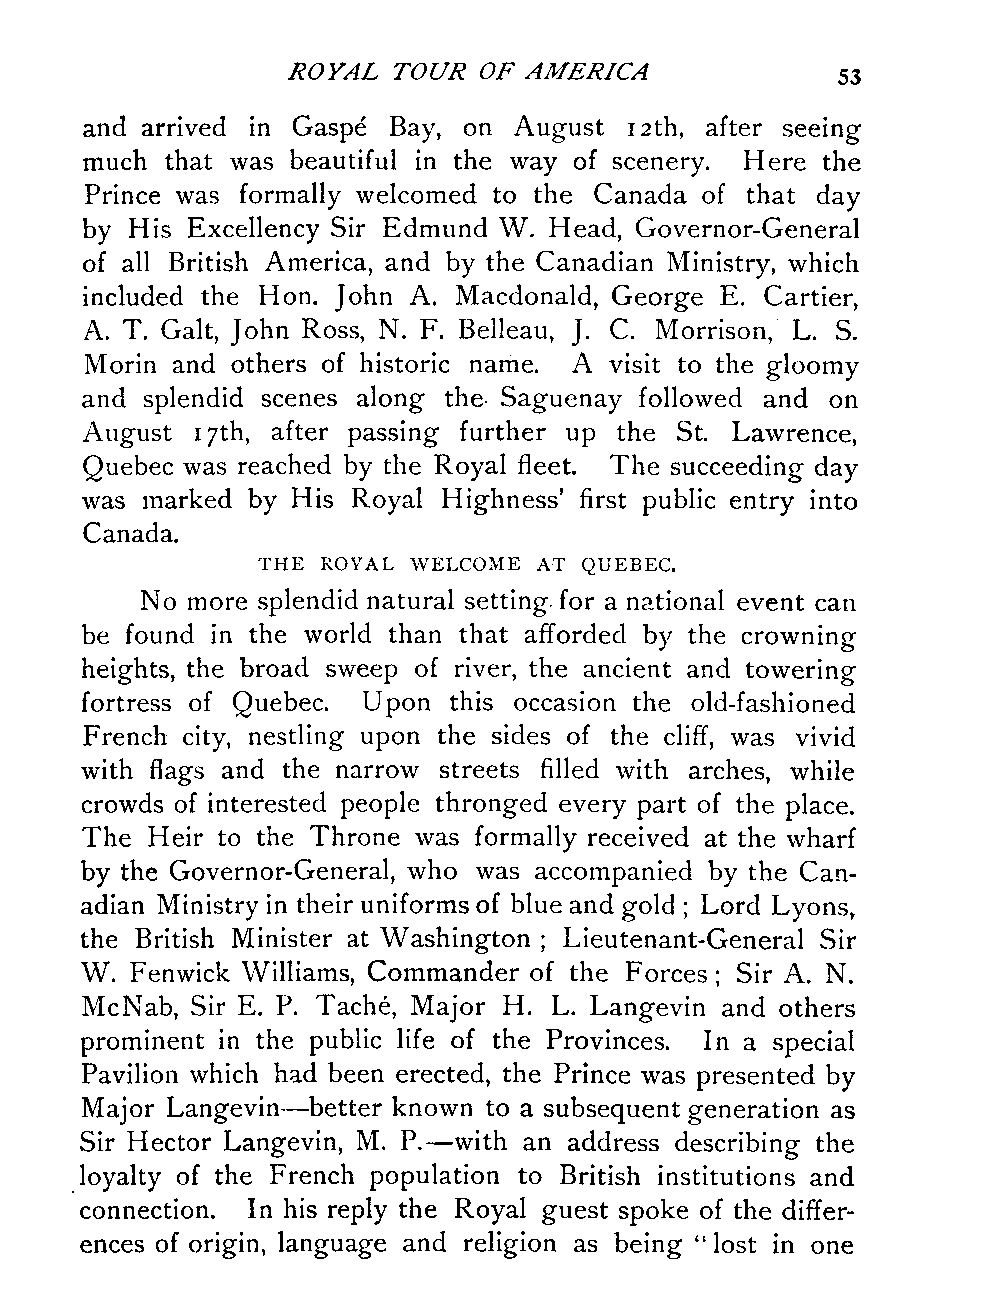 ROYAL TOUR OF AMERICA 53
and arrived in Gaspé Bay, on August 12th, after seeing
much that was beautiful in the way of scenery. Here the
Prince was formally welcomed to the Canada of that day
by His Excellency Sir Edmund W. Head, Governor-General
of all British America, and by the Canadian Ministry, which
included the Hon. John A. Macdonald, George E. Cartier,
A. T. Galt, John Ross, N. F. Belleau, J. C. Morrison, L. S.
Morin and others of historic name. A visit to the gloomy
and splendid scenes along the Saguenay followed and on
August 17th, after passing further up the St. Lawrence,
Quebec was reached by the Royal fleet. The succeeding day
was marked by His Royal Highness' first public entry into
Canada.
THE ROYAL WELCOME AT QUEBEC.
No more splendid natural setting for a national event can
be found in the world than that afforded by the crowning
heights, the broad sweep of river, the ancient and towering
fortress of Quebec. Upon this occasion the old-fashioned
French city, nestling upon the sides of the cliff, was vivid
with flags and the narrow streets filled with arches, while
crowds of interested people thronged every part of the place.
The Heir to the Throne was formally received at the wharf
by the Governor-General, who was accompanied by the Can-
adian Ministry in their uniforms of blue and gold ; Lord Lyons,
the British Minister at Washington ; Lieutenant-General Sir
W. Fenwick Williams, Commander of the Forces ; Sir A. N.
McNab, Sir E. P. Taché, Major H. L. Langevin and others
prominent in the public life of the Provinces. In a special
Pavilion which had been erected, the Prince was presented by
Major Langevin—better known to a subsequent generation as
Sir Hector Langevin, M. P.—with an address describing the
loyalty of the French population to British institutions and
connection. In his reply the Royal guest spoke of the differ-
ences of origin, language and religion as being “lost in one